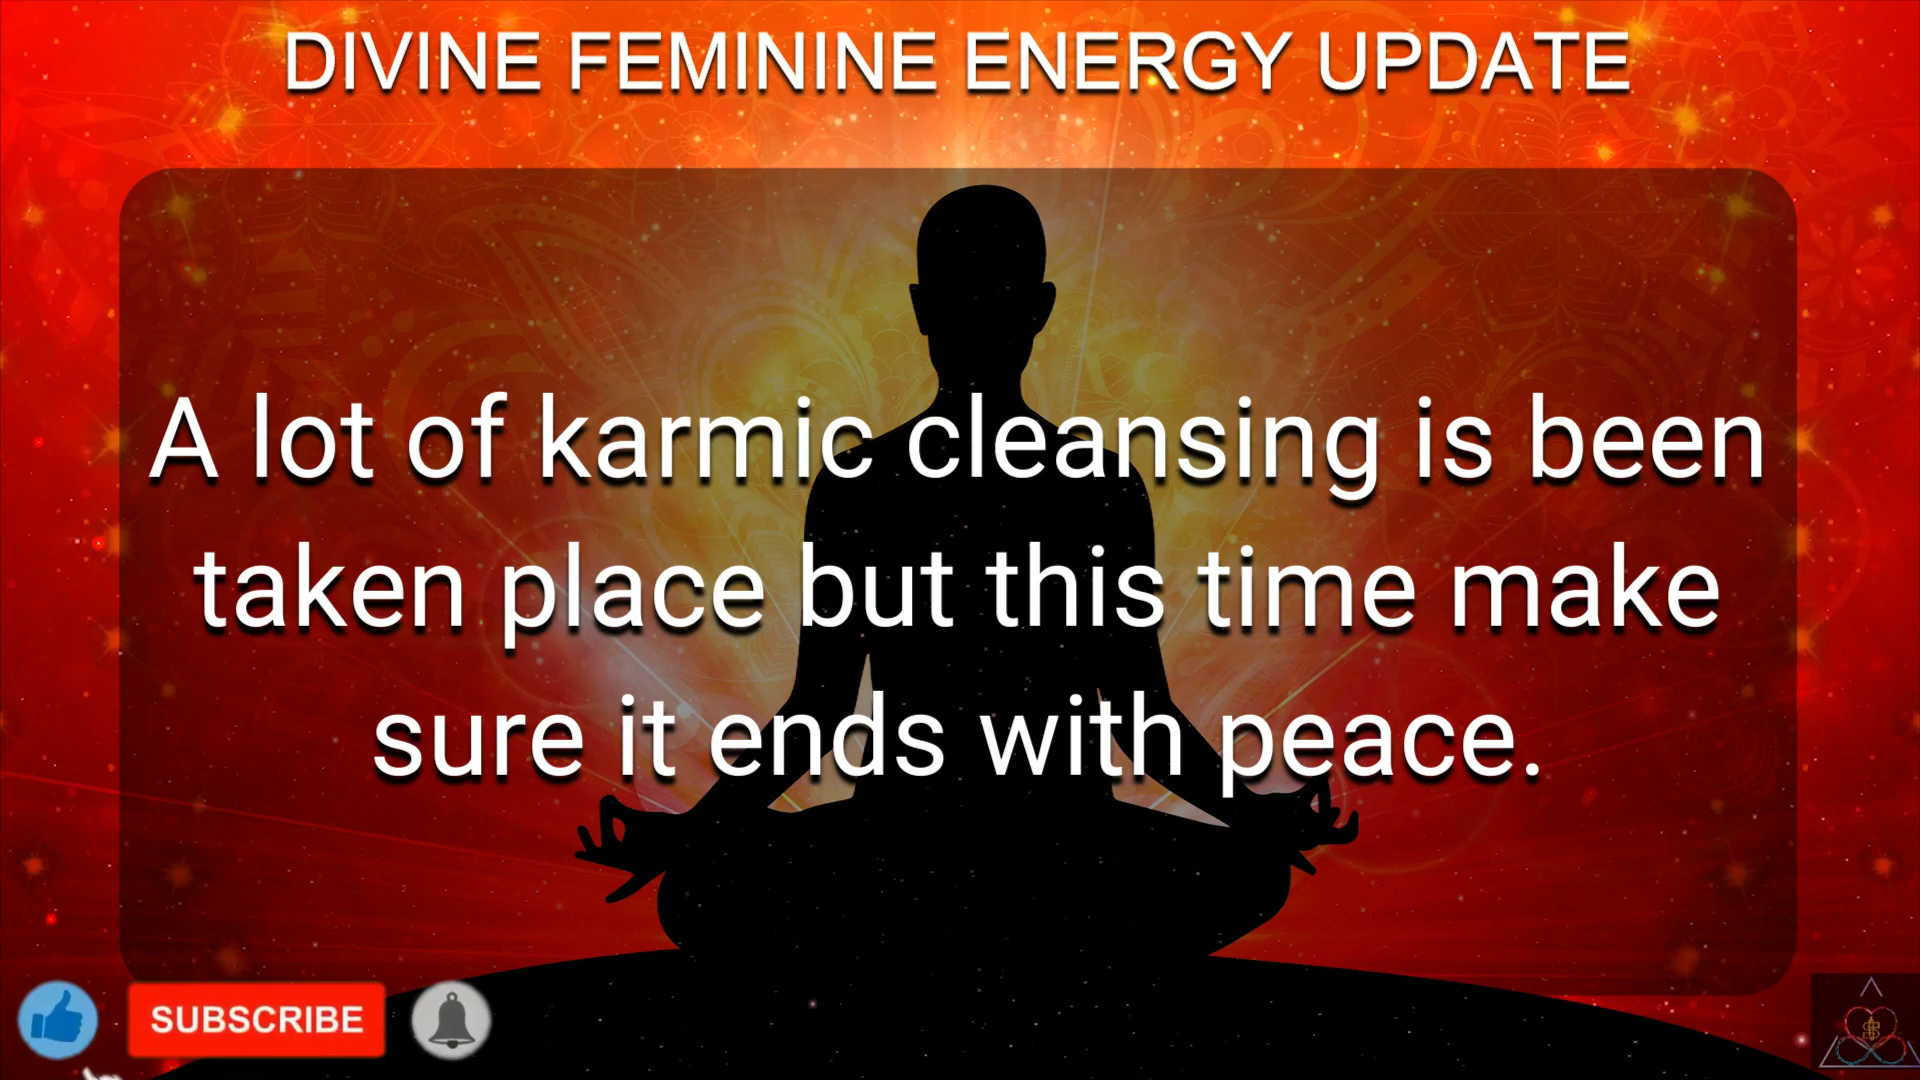 DIVINE FEMININE ENERGY UPDATE
A lot of karmic cleansing is been
taken place but this time make
sure it ends with peace.
SUBSCRIBE